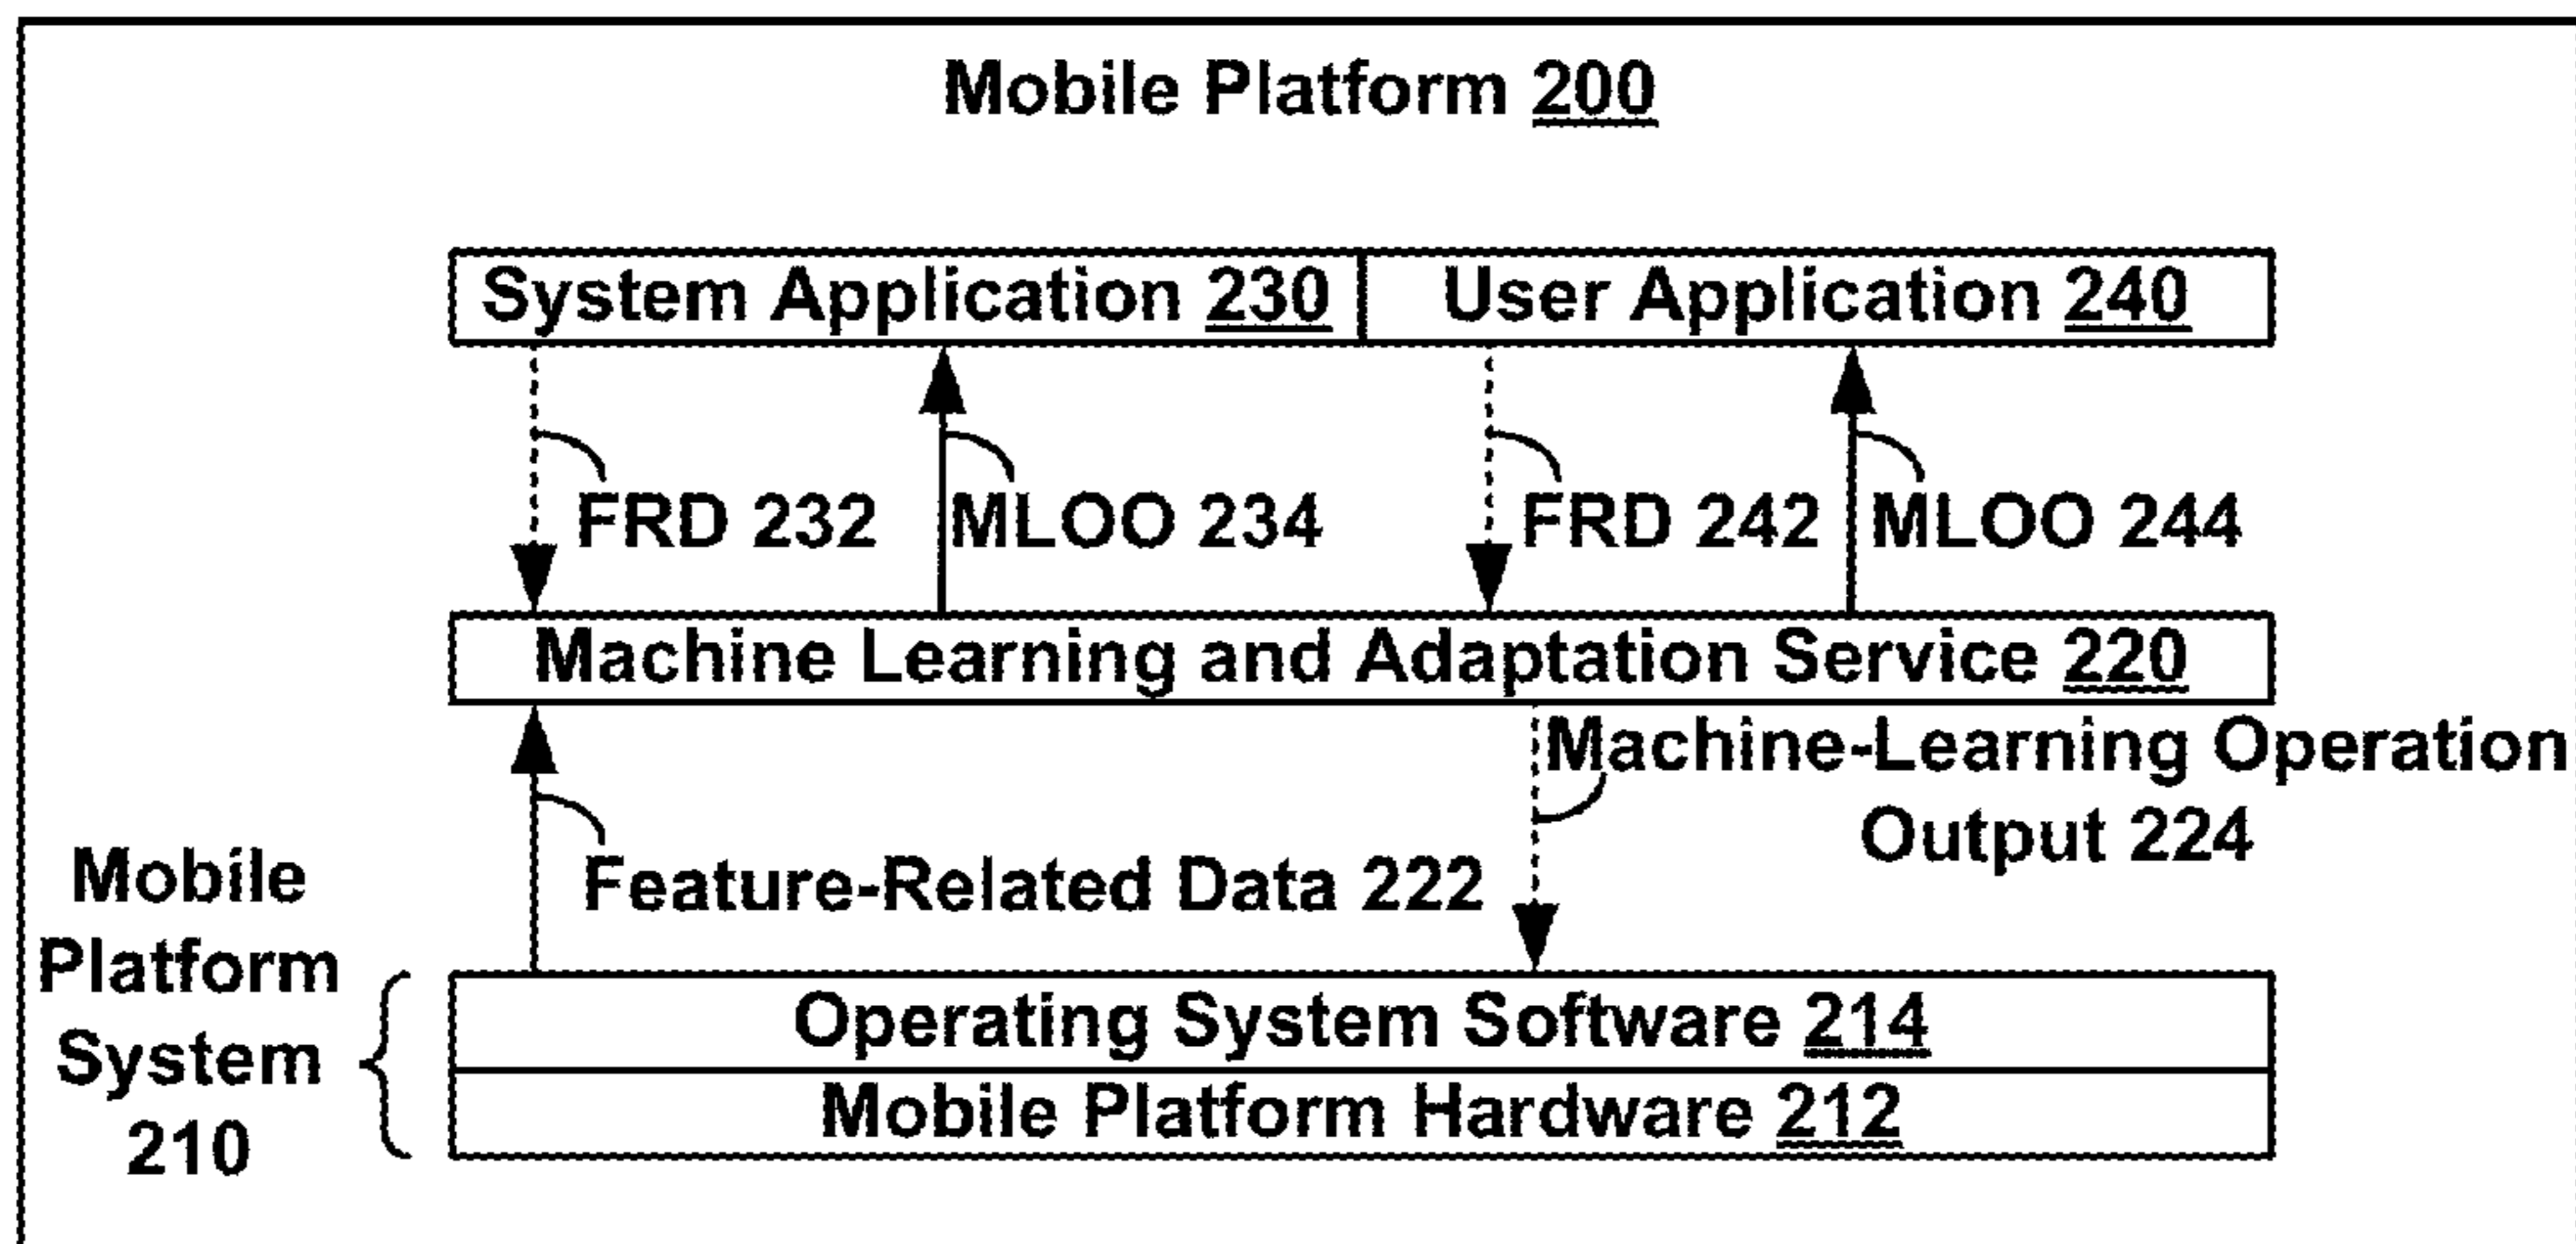 Mobile Platform 200
System Application 230
User Application 240
FRD 232
MLOO 234
FRD 242
MLOO 244
Machine Learning and Adaptation Service 220
Machine-Learning Operation
Output 224
Feature-Related Data 222
Mobile
Platform
System
210
Operating System Software 214
Mobile Platform Hardware 212